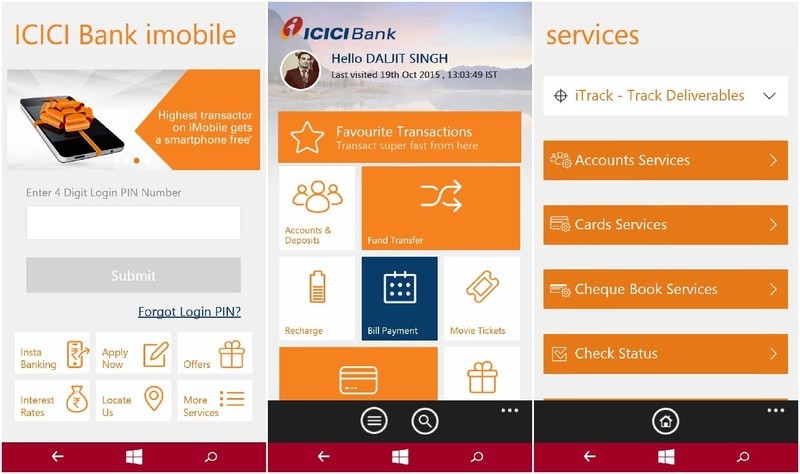 ICICI Bank imobile
Highest transactor
on iMobile gets
a smartphone free*
Enter 4 Digit Login PIN Number
Submit
Forgot Login PIN?
Insta
Banking
Apply
Now
Offers
Interest
Rates
Locate
Us
More
Services
ICICI Bank
Hello DALJIT SINGH
Last visited 19th Oct 2015 , 13:03:49 IST
Favourite Transactions
Transact super fast from here
Accounts &
Deposits
Fund Transfer
Recharge
Bill Payment
Movie Tickets
services
iTrack - Track Deliverables
Accounts Services
Cards Services
Cheque Book Services
Check Status